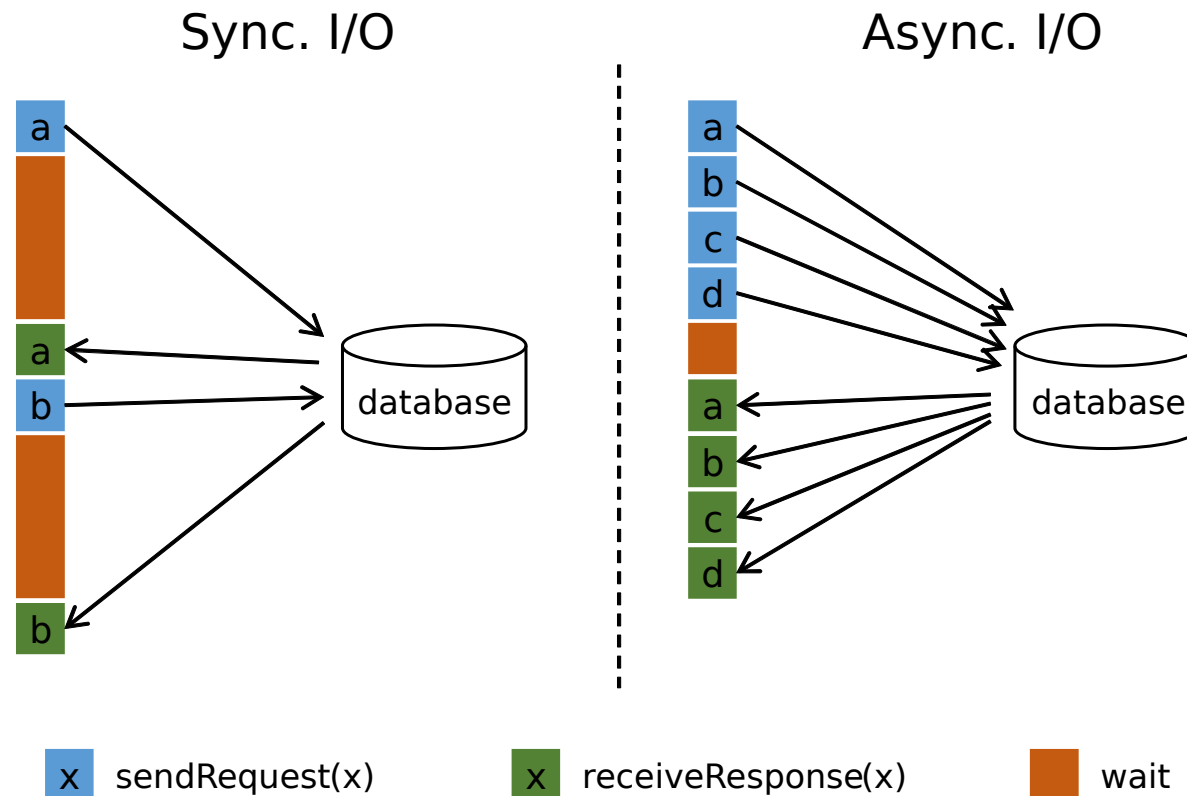 Sync. I/O
Async. I/O
a
a
b
b
database
a
b
c
d
a
b
c
d
database
x sendRequest(x)
x receiveResponse(x)
wait